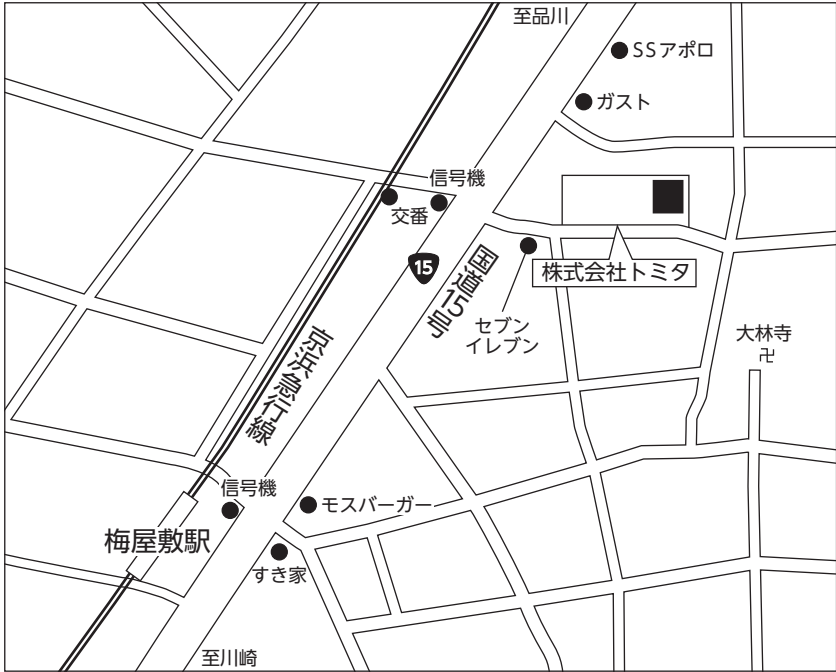 至品川
SSアポロ
ガスト
信号機
交番
15
国道15号
株式会社トミタ
セブン
イレブン
大林寺
卍
京浜急行線
信号機
モスバーガー
梅屋敷駅
すき家
至川崎